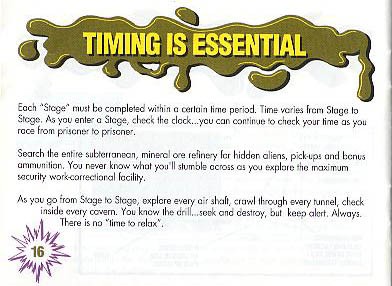 TIMING IS ESSENTIAL
Each "Stage" must be completed within a certain time period. Time varies from Stage to
Stage. As you enter a Stage, check the clock...you can continue to check your time as you
race from prisoner to prisoner.
Search the entire subterranean, mineral ore refinery for hidden aliens, pick-ups and bonus
ammunition. You never know what you'll stumble across as you explore the maximum
security work-correctional facility.
As you go from Stage to Stage, explore every air shaft, crawl through every tunnel, check
inside every cavern. You know the drill...seek and destroy, but keep alert. Always.
There is no "time to relax".
16